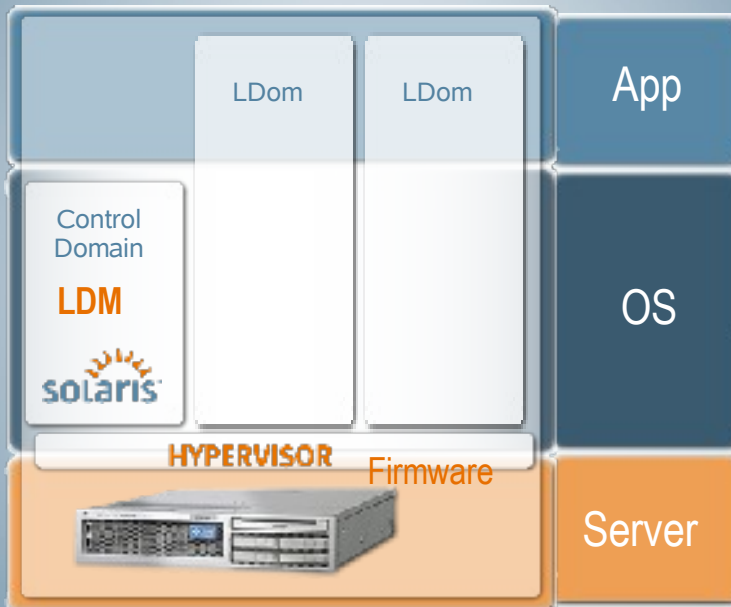 LDom
LDom
App
Control
Domain
LDM
solaris
OS
HYPERVISOR
Firmware
Server